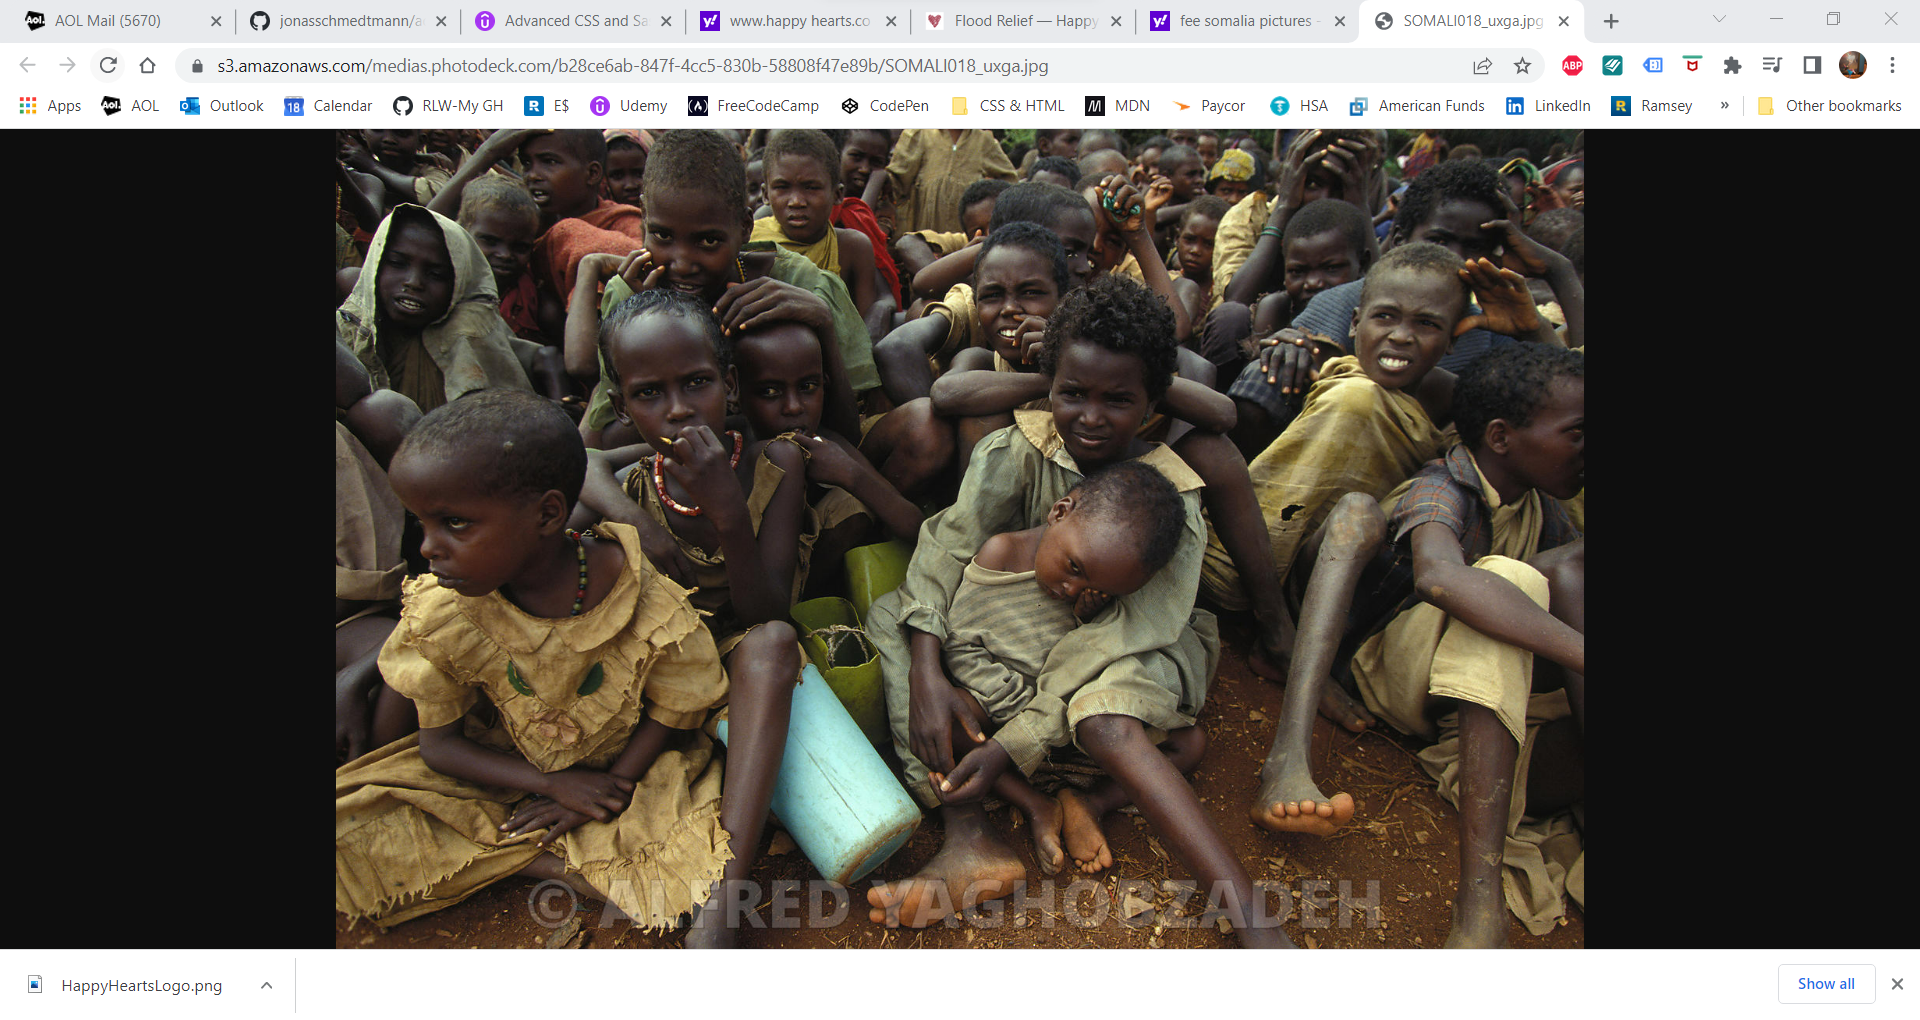 AOL Mail (5670)
jonasschmedtmann/a
Advanced CSS and Sa
www.happy hearts.co
Flood Relief — Happy
fee somalia pictures -
SOMALI018_uxga.jpg
s3.amazonaws.com/medias.photodeck.com/b28ce6ab-847f-4cc5-830b-58808f47e89b/SOMALI018_uxga.jpg
ABP
Apps
Aol.
AOL
Outlook
18
Calendar
RLW-My GH
R
E$
Udemy
FreeCodeCamp
CodePen
CSS & HTML
MDN
Paycor
HSA
American Funds
LinkedIn
R
Ramsey
»
Other bookmarks
© ALFRED YAGHOBZADEH
HappyHeartsLogo.png
Show all